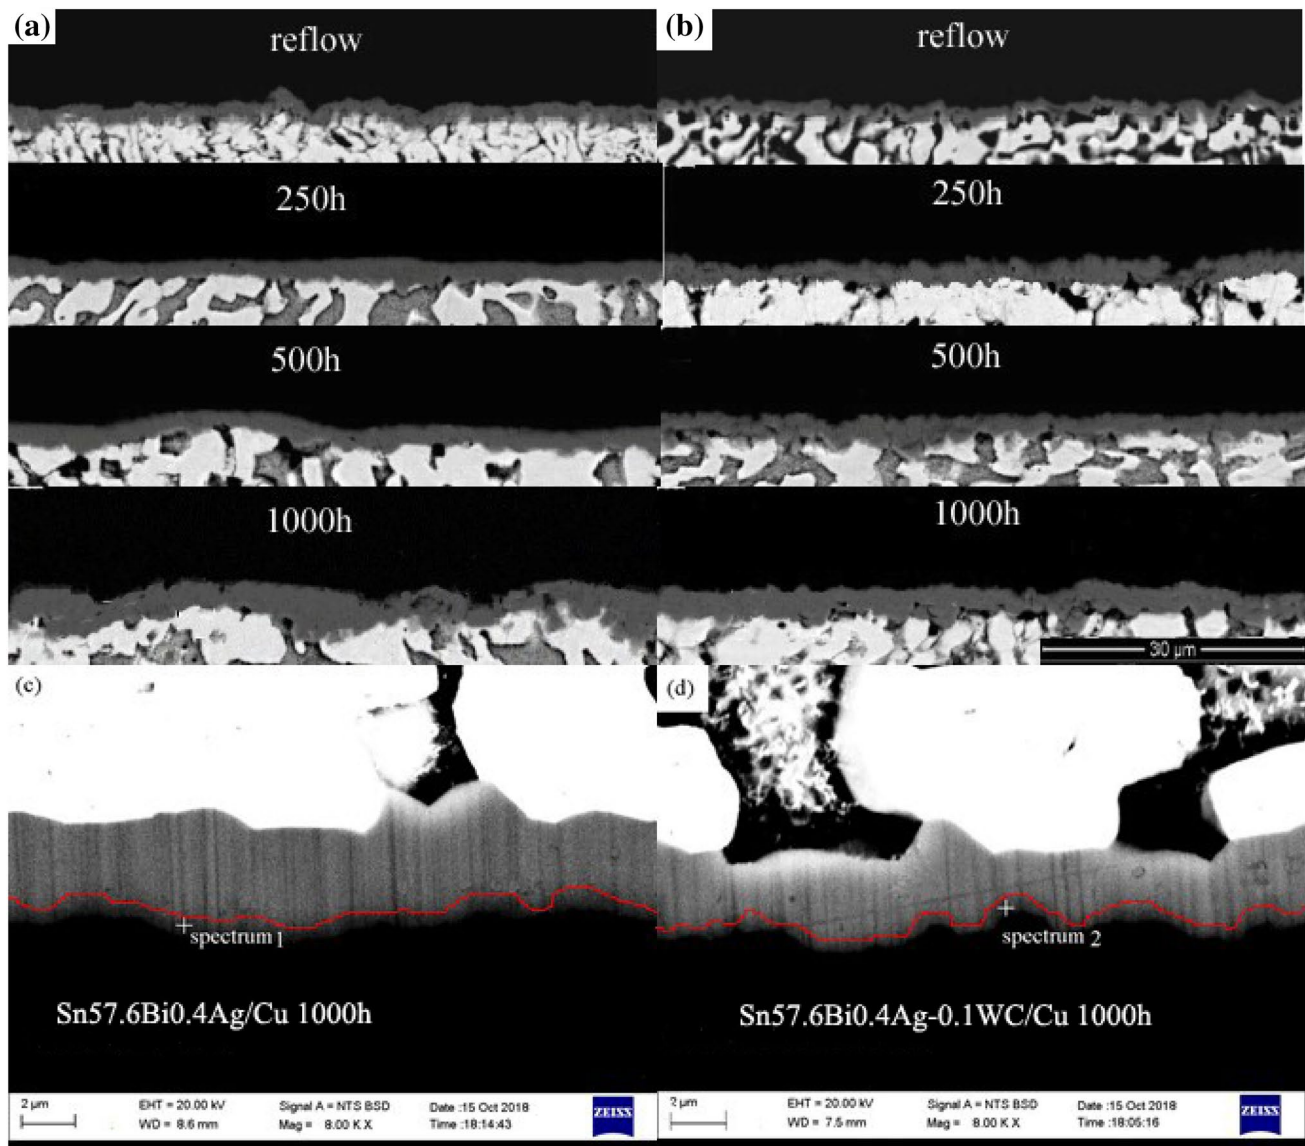 (a)
reflow
250h
500h
1000h
(b)
reflow
250h
500h
1000h
30 μm
(c)
spectrum 1
Sn57.6Bi0.4Ag/Cu 1000h
2 μm
EHT = 20.00 kV
WD = 8.6 mm
Signal A = NTS BSD
Mag = 8.00 K X
Date :15 Oct 2018
Time :18:14:43
ZEISS
(d)
spectrum 2
Sn57.6Bi0.4Ag-0.1WC/Cu 1000h
2 μm
EHT = 20.00 kV
WD = 7.5 mm
Signal A = NTS BSD
Mag = 8.00 K X
Date :15 Oct 2018
Time :18:05:16
ZEISS